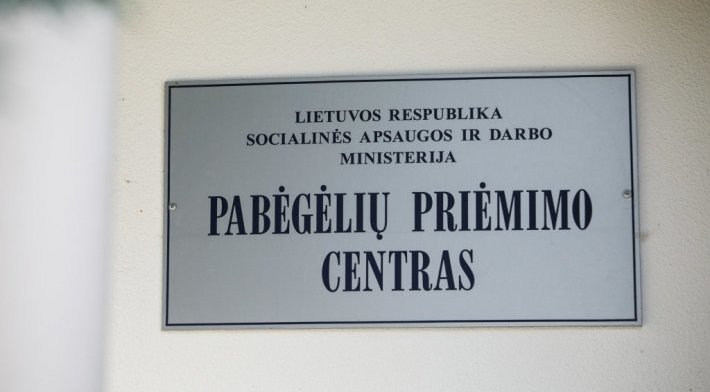 LIETUVOS RESPUBLIKA
SOCIALINĖS APSAUGOS IR DARBO
MINISTERIJA
PABĖGĖLIŲ PRIĖMIMO
CENTRAS